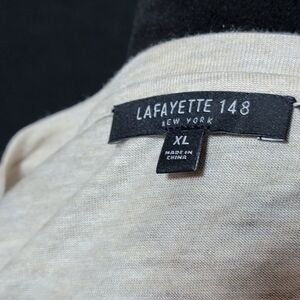 LAFAYETTE 148
NEW YORK
XL
MADE IN
CHINA